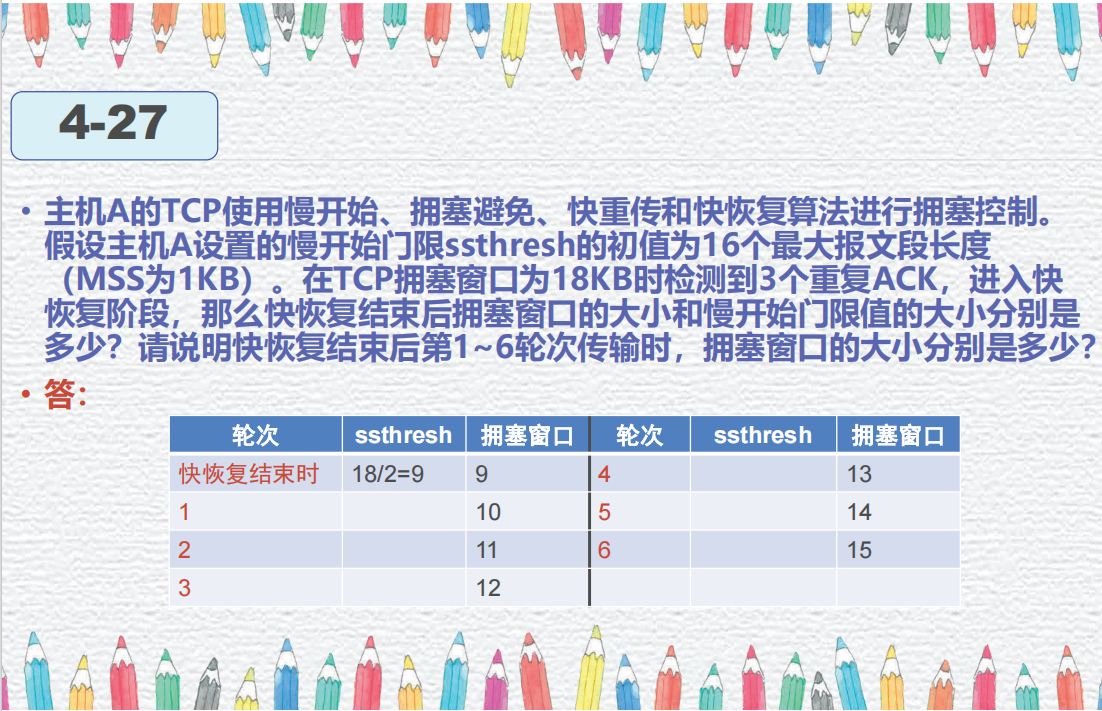 4-27
• 主机A的TCP使用慢开始、拥塞避免、快重传和快恢复算法进行拥塞控制。
假设主机A设置的慢开始门限ssthresh的初值为16个最大报文段长度
（MSS为1KB）。在TCP拥塞窗口为18KB时检测到3个重复ACK，进入快
恢复阶段，那么快恢复结束后拥塞窗口的大小和慢开始门限值的大小分别是
多少？请说明快恢复结束后第1~6轮次传输时，拥塞窗口的大小分别是多少？
• 答：
轮次 ssthresh 拥塞窗口 轮次 ssthresh 拥塞窗口
快恢复结束时 18/2=9 9 4 13
1 10 5 14
2 11 6 15
3 12